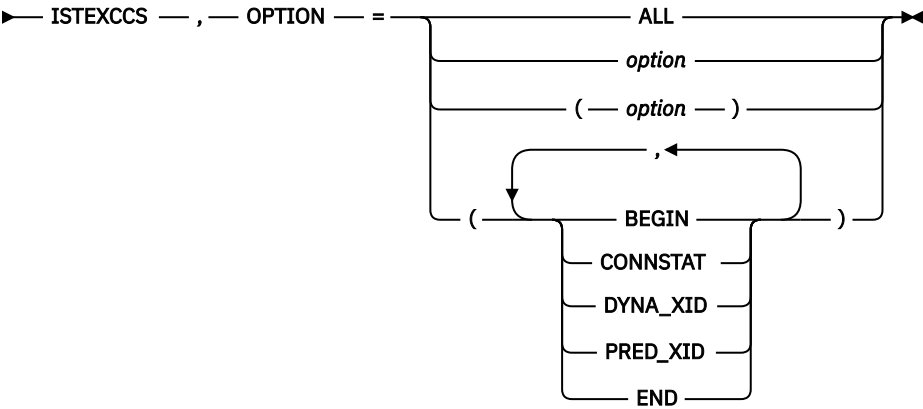 ISTEXCCS , OPTION = ALL
option
( option )
,
( BEGIN )
CONNSTAT
DYNA_XID
PRED_XID
END